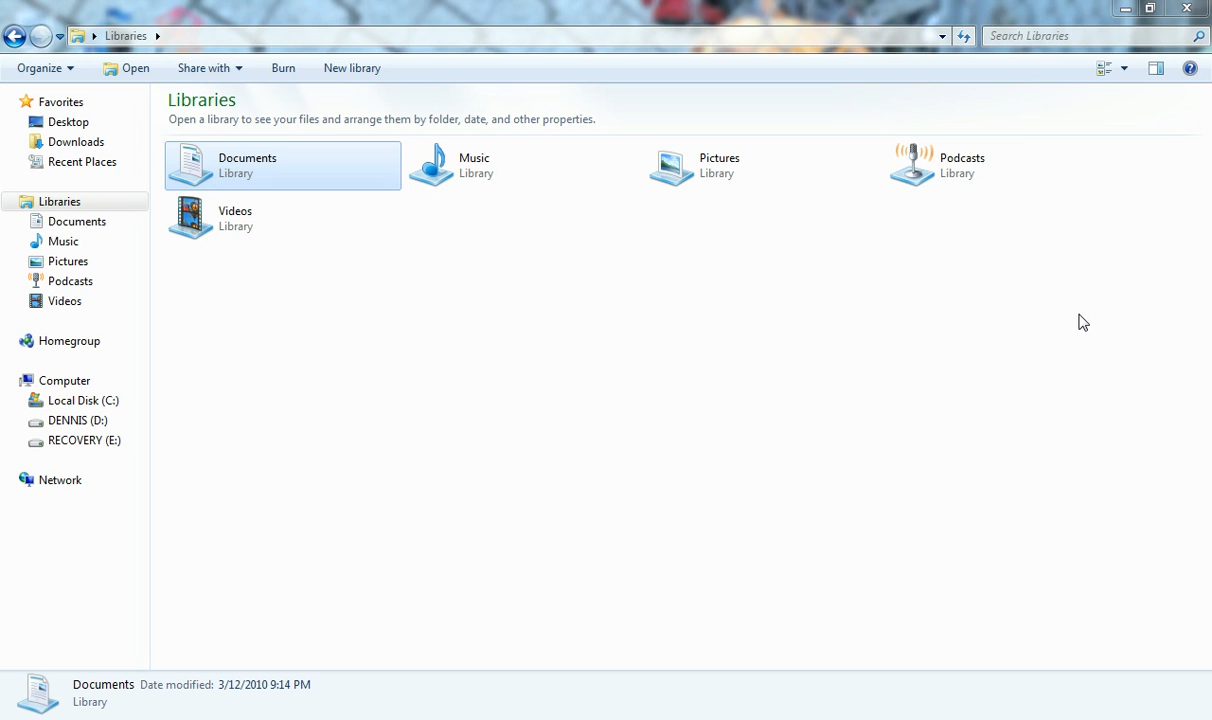 Libraries
Search Libraries
Organize
Open
Share with
Burn
New library
Favorites
Desktop
Downloads
Recent Places
Libraries
Documents
Music
Pictures
Podcasts
Videos
Homegroup
Computer
Local Disk (C:)
DENNIS (D:)
RECOVERY (E:)
Network
Libraries
Open a library to see your files and arrange them by folder, date, and other properties.
Documents
Library
Music
Library
Pictures
Library
Podcasts
Library
Videos
Library
Documents Date modified: 3/12/2010 9:14 PM
Library